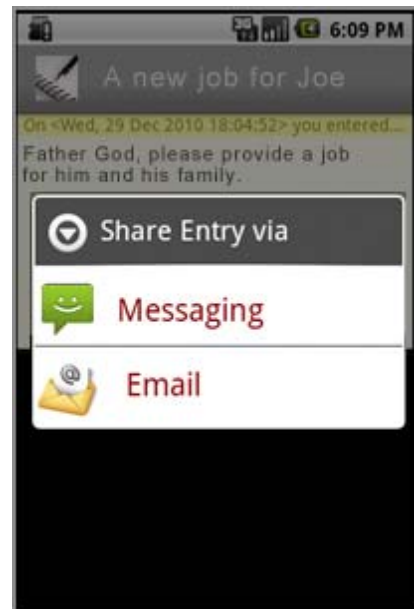 6:09 PM
A new job for Joe
On <Wed, 29 Dec 2010 18:04:52> you entered...
Father God, please provide a job
for him and his family.
Share Entry via
Messaging
Email